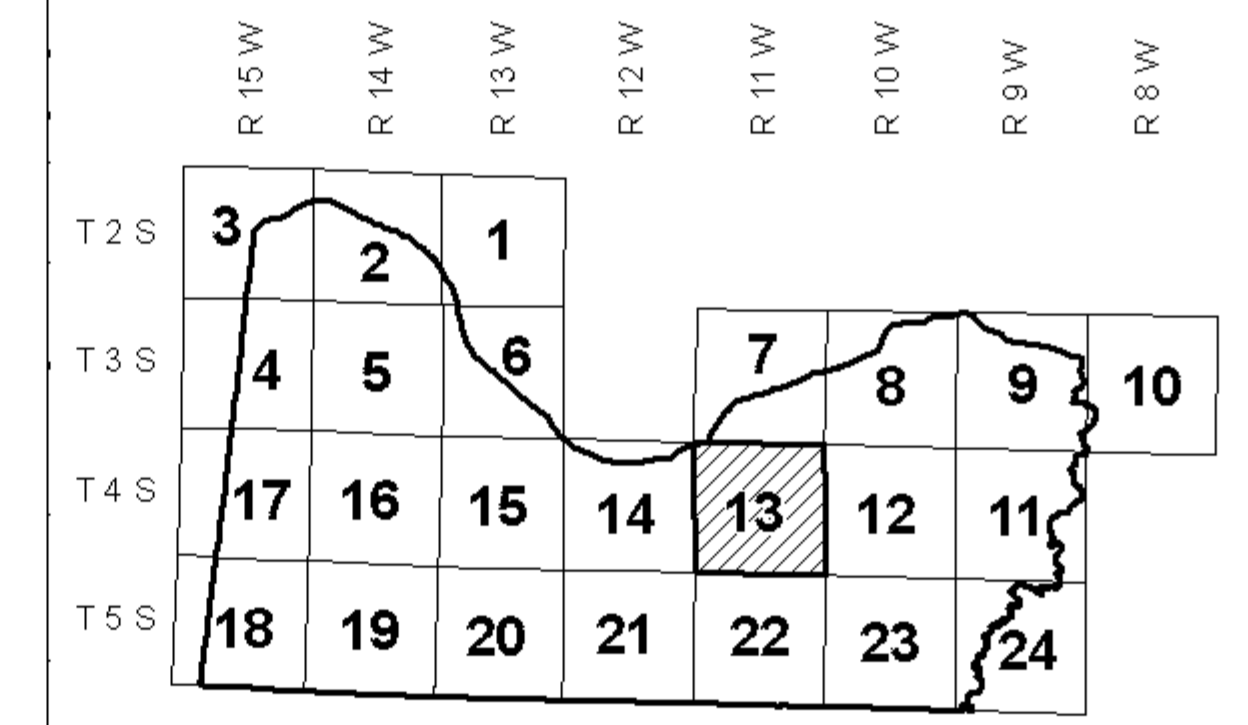 R 15 W R 14 W R 13 W R 12 W R 11 W R 10 W R 9 W R 8 W
T 2 S 3 2 1
T 3 S 4 5 6 7 8 9 10
T 4 S 17 16 15 14 13 12 11
T 5 S 18 19 20 21 22 23 24